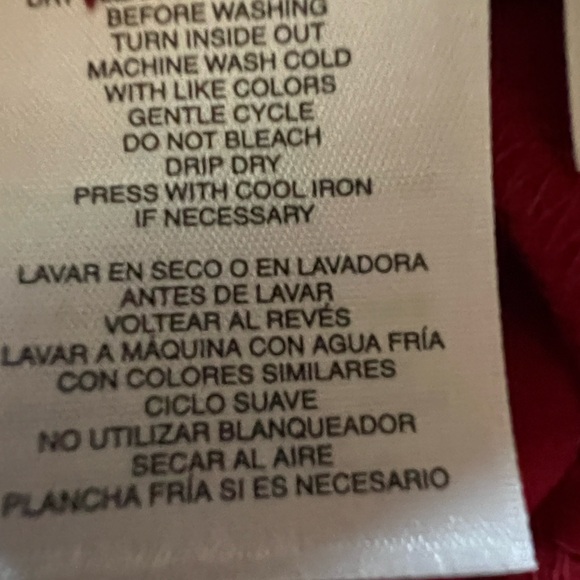 BEFORE WASHING
TURN INSIDE OUT
MACHINE WASH COLD
WITH LIKE COLORS
GENTLE CYCLE
DO NOT BLEACH
DRIP DRY
PRESS WITH COOL IRON
IF NECESSARY
LAVAR EN SECO O EN LAVADORA
ANTES DE LAVAR
VOLTEAR AL REVÉS
LAVAR A MÁQUINA CON AGUA FRÍA
CON COLORES SIMILARES
CICLO SUAVE
NO UTILIZAR BLANQUEADOR
SECAR AL AIRE
PLANCHA FRÍA SI ES NECESARIO